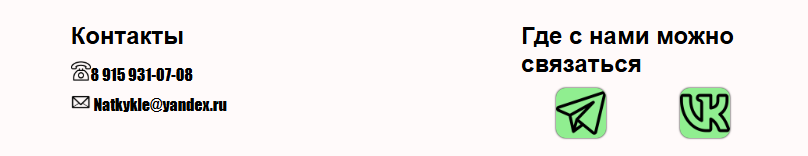 Контакты
8 915 931-07-08
Natkykle@yandex.ru
Где с нами можно
связаться